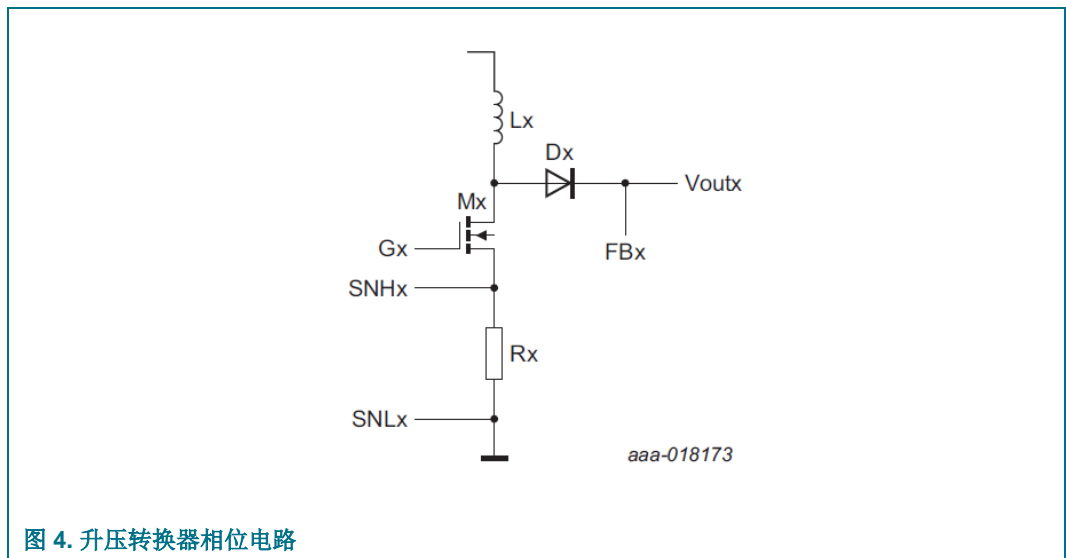 Lx
Dx
Voutx
Mx
Gx
FBx
SNHx
Rx
SNLx
aaa-018173
图 4. 升压转换器相位电路